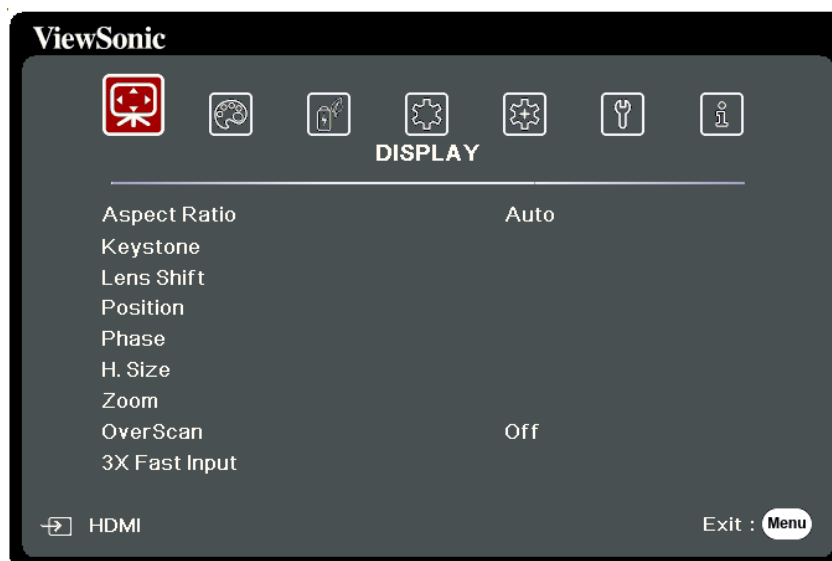 ViewSonic
DISPLAY
Aspect Ratio Auto
Keystone
Lens Shift
Position
Phase
H. Size
Zoom
OverScan Off
3X Fast Input
HDMI Exit : Menu